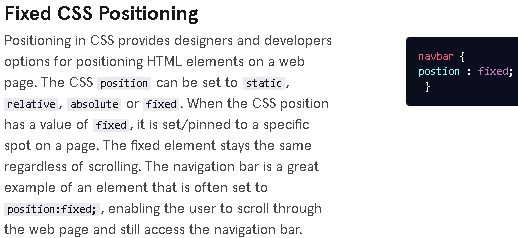 Fixed CSS Positioning
Positioning in CSS provides designers and developers
options for positioning HTML elements on a web
page. The CSS position can be set to static,
relative, absolute or fixed. When the CSS position
has a value of fixed, it is set/pinned to a specific
spot on a page. The fixed element stays the same
regardless of scrolling. The navigation bar is a great
example of an element that is often set to
position:fixed;, enabling the user to scroll through
the web page and still access the navigation bar.
navbar {
postion : fixed;
}